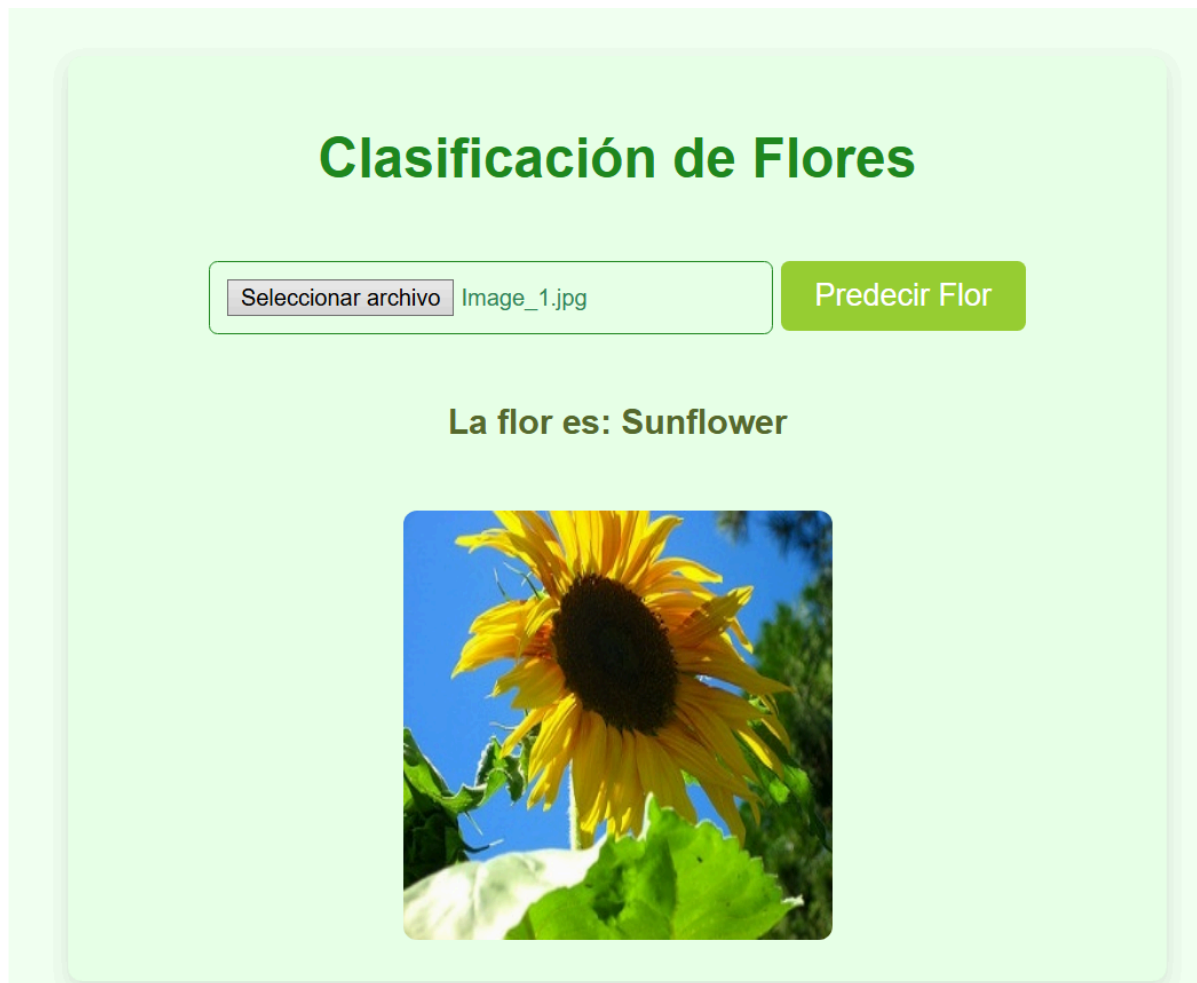 Clasificación de Flores
Seleccionar archivo Image_1.jpg Predecir Flor
La flor es: Sunflower